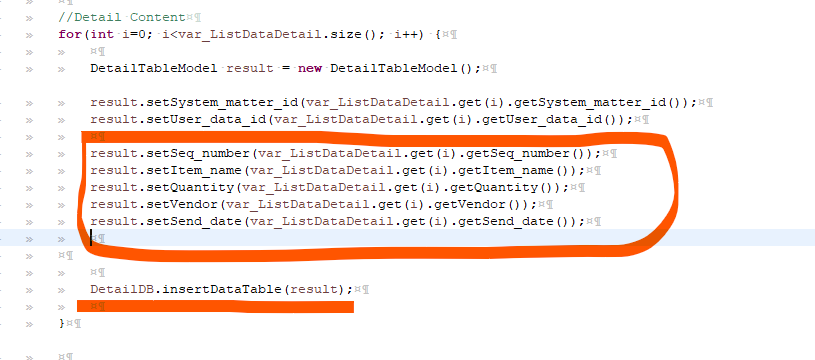 //Detail Content
for(int i=0; i<var_ListDataDetail.size(); i++) {
DetailTableModel result = new DetailTableModel();
result.setSystem_matter_id(var_ListDataDetail.get(i).getSystem_matter_id());
result.setUser_data_id(var_ListDataDetail.get(i).getUser_data_id());
result.setSeq_number(var_ListDataDetail.get(i).getSeq_number());
result.setItem_name(var_ListDataDetail.get(i).getItem_name());
result.setQuantity(var_ListDataDetail.get(i).getQuantity());
result.setVendor(var_ListDataDetail.get(i).getVendor());
result.setSend_date(var_ListDataDetail.get(i).getSend_date());
DetailDB.insertDataTable(result);
}